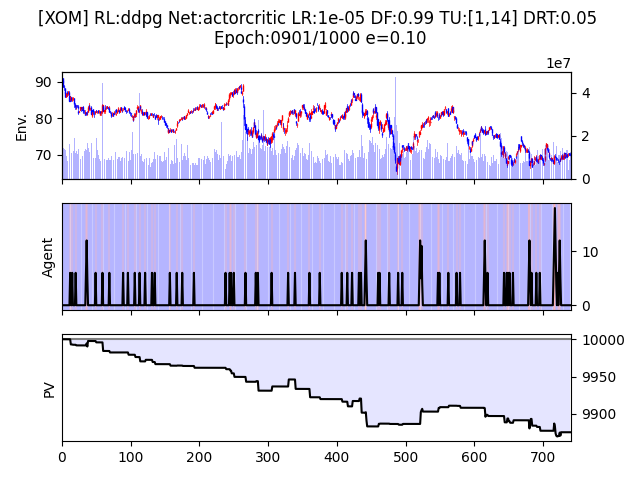 [XOM] RL:ddpg Net:actorcritic LR:1e-05 DF:0.99 TU:[1,14] DRT:0.05
Epoch:0901/1000 e=0.10
1e7
Env.
90
80
70
4
2
0
Agent
10
0
PV
10000
9950
9900
0 100 200 300 400 500 600 700